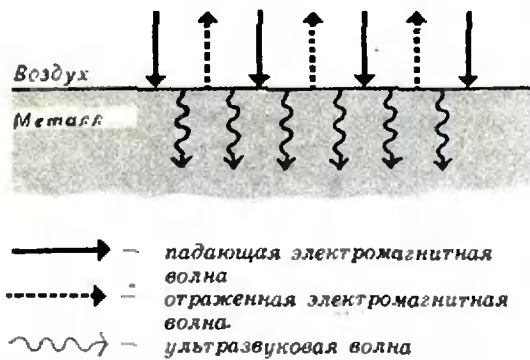 Воздух
Металл
– падающая электромагнитная
волна
– отраженная электромагнитная
волна.
– ультразвуковая волна